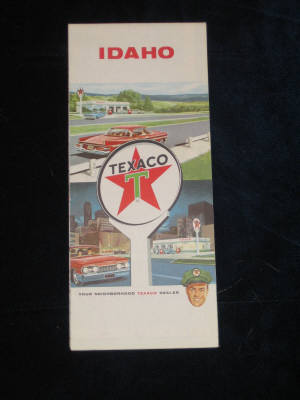 IDAHO
TEXACO
T
YOUR NEIGHBORHOOD TEXACO DEALER